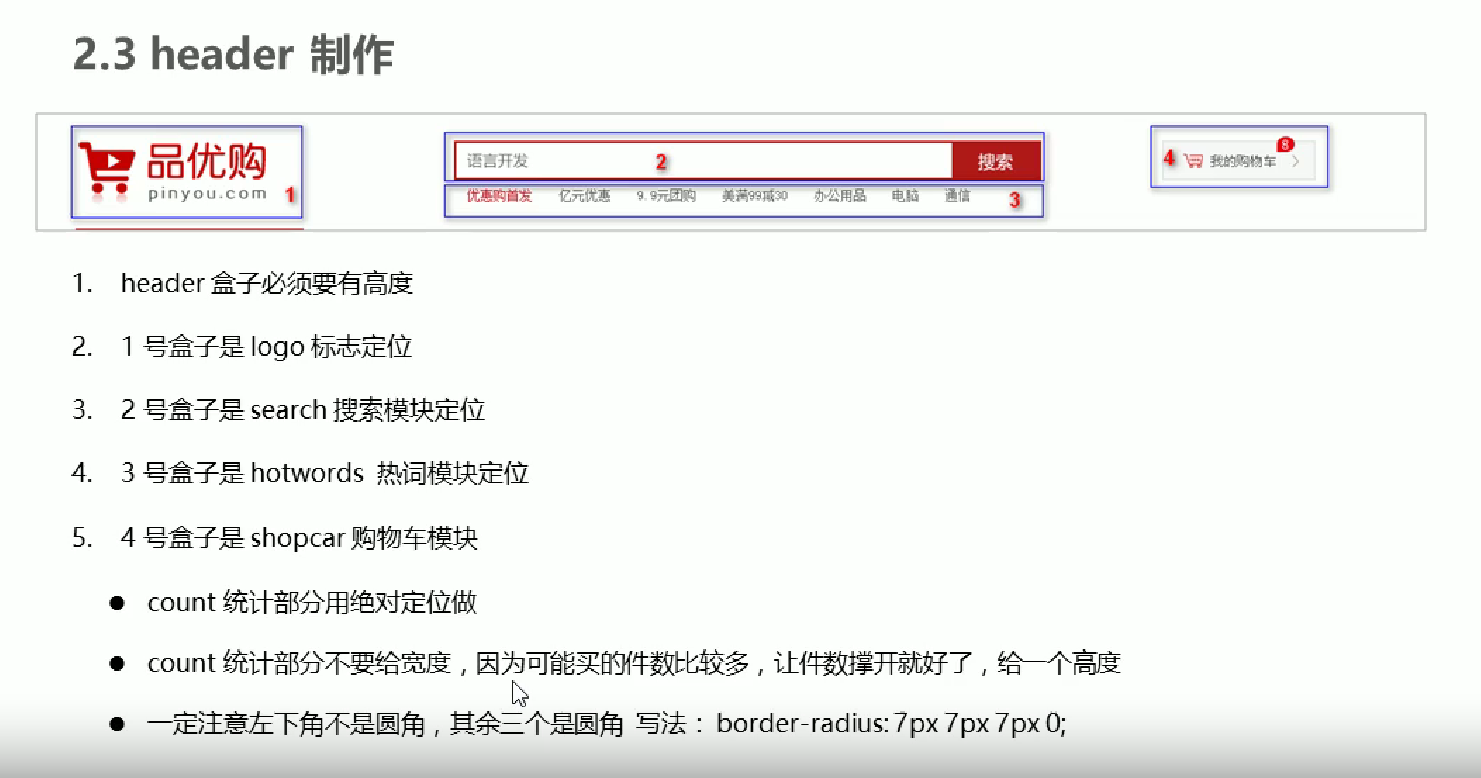 2.3 header 制作
品优购
pinyou.com 1
语言开发 2 搜索
优惠购首发 亿元优惠 9.9元团购 美满99减30 办公用品 电脑 通信 3
4 我的购物车 8
1. header 盒子必须要有高度
2. 1 号盒子是 logo 标志定位
3. 2 号盒子是 search 搜索模块定位
4. 3 号盒子是 hotwords 热词模块定位
5. 4 号盒子是 shopcar 购物车模块
● count 统计部分用绝对定位做
● count 统计部分不要给宽度，因为可能买的件数比较多，让件数撑开就好了，给一个高度
● 一定注意左下角不是圆角，其余三个是圆角 写法： border-radius: 7px 7px 7px 0;